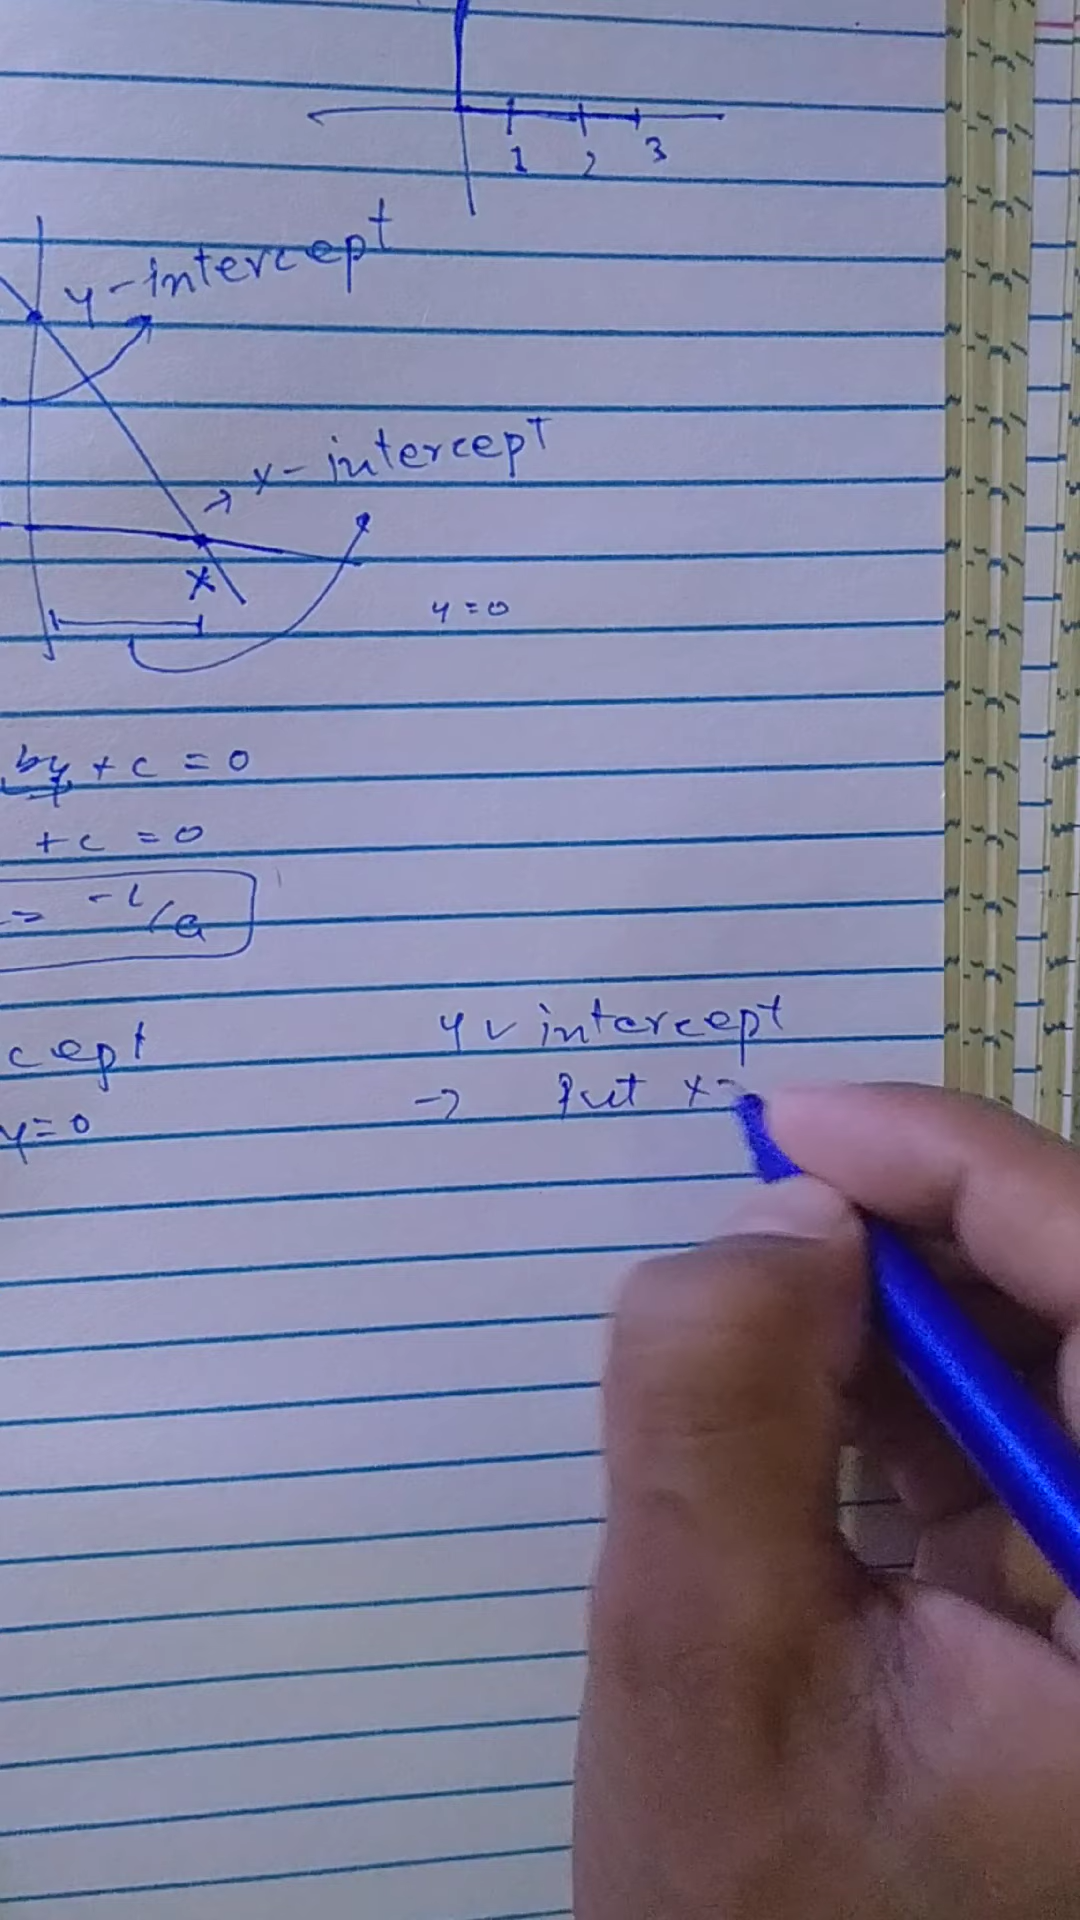 1 2 3
y-intercept
→ x-intercept
x
y = 0
by + c = 0
+ c = 0
= -c/a
cept
y intercept
y = 0
→ Put x =